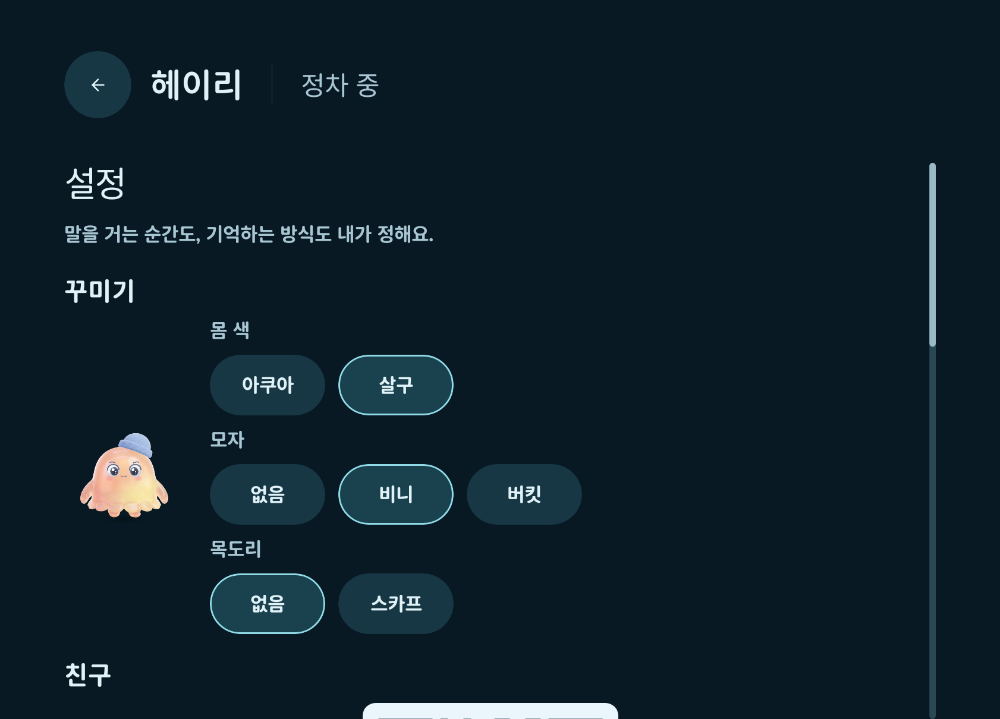 헤이리
정차 중
설정
말을 거는 순간도, 기억하는 방식도 내가 정해요.
꾸미기
몸 색
아쿠아 살구
모자
없음 비니 버킷
목도리
없음 스카프
친구